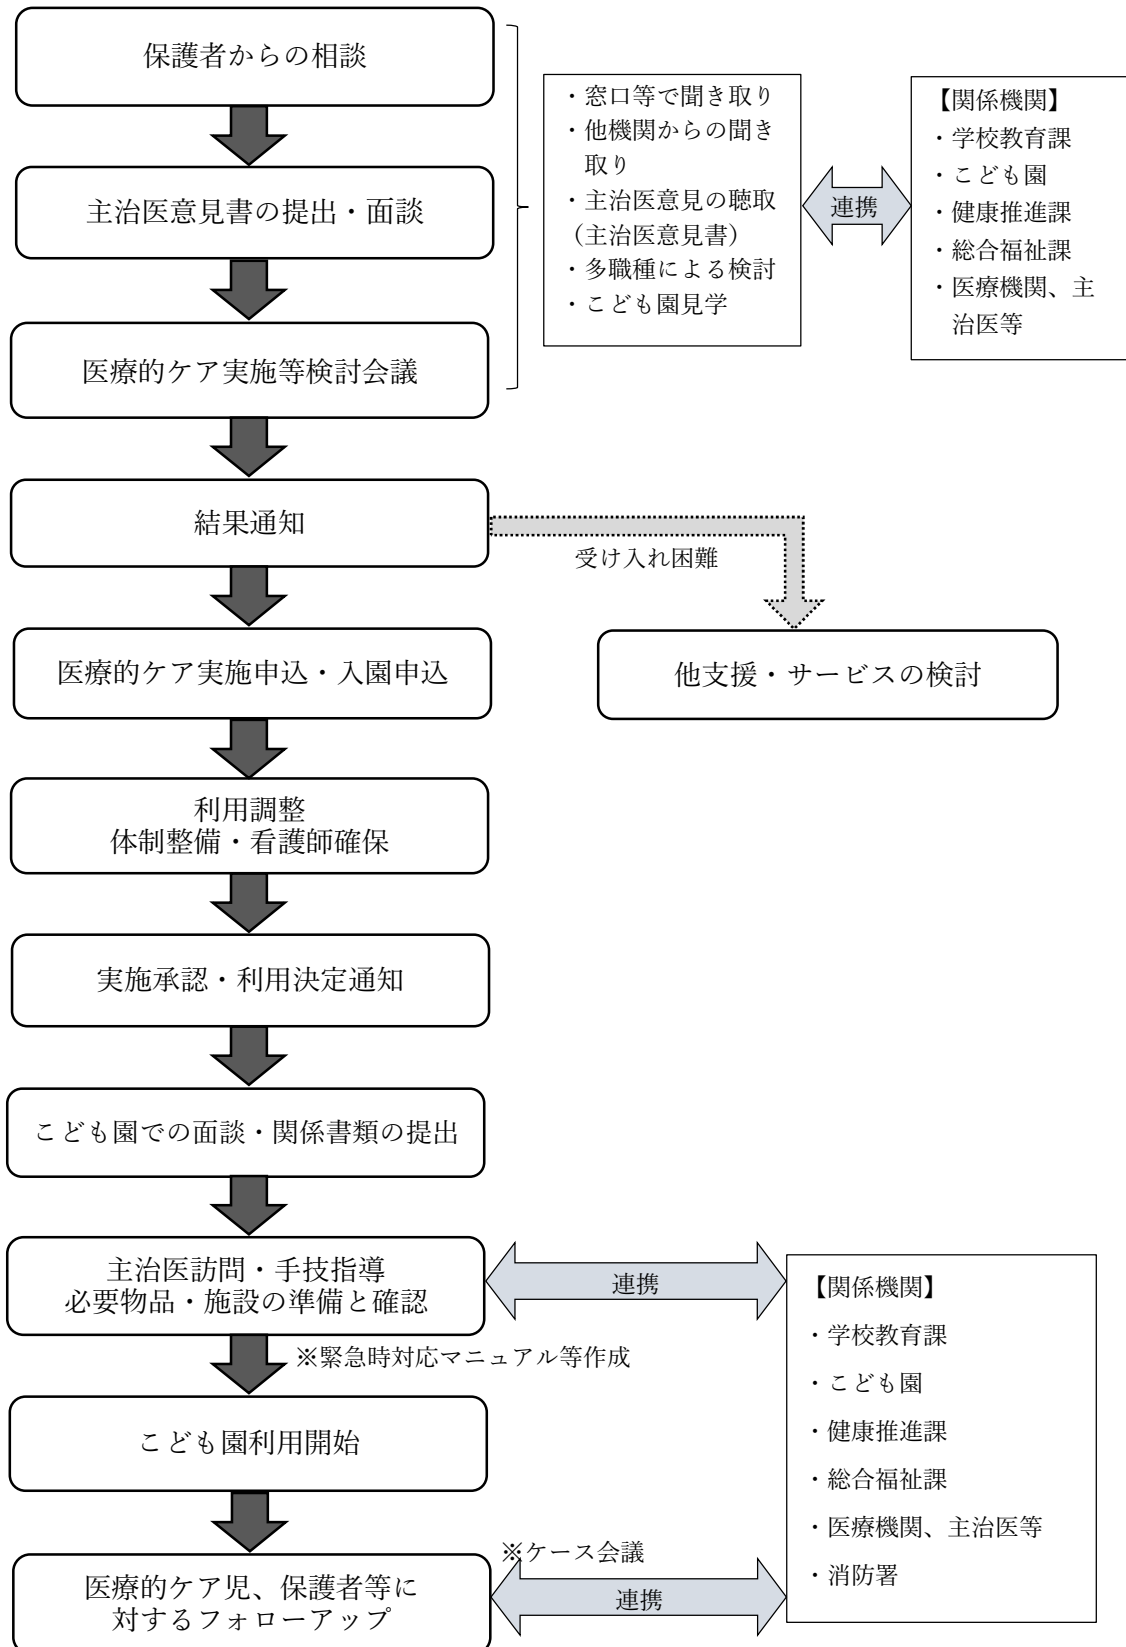 保護者からの相談
主治医意見書の提出・面談
医療的ケア実施等検討会議
・窓口等で聞き取り
・他機関からの聞き
取り
・主治医意見の聴取
（主治医意見書）
・多職種による検討
・こども園見学
連携
【関係機関】
・学校教育課
・こども園
・健康推進課
・総合福祉課
・医療機関、主
治医等
結果通知
受け入れ困難
他支援・サービスの検討
医療的ケア実施申込・入園申込
利用調整
体制整備・看護師確保
実施承認・利用決定通知
こども園での面談・関係書類の提出
主治医訪問・手技指導
必要物品・施設の準備と確認
連携
※緊急時対応マニュアル等作成
こども園利用開始
【関係機関】
・学校教育課
・こども園
・健康推進課
・総合福祉課
・医療機関、主治医等
・消防署
※ケース会議
連携
医療的ケア児、保護者等に
対するフォローアップ